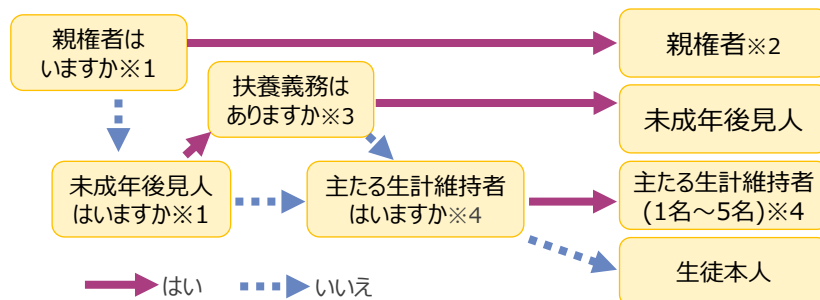 親権者は
いますか※1
親権者※2
扶養義務は
ありますか※3
未成年後見人
未成年後見人
はいますか※1
主たる生計維持者
はいますか※4
主たる生計維持者
(1名～5名)※4
生徒本人
はい
いいえ